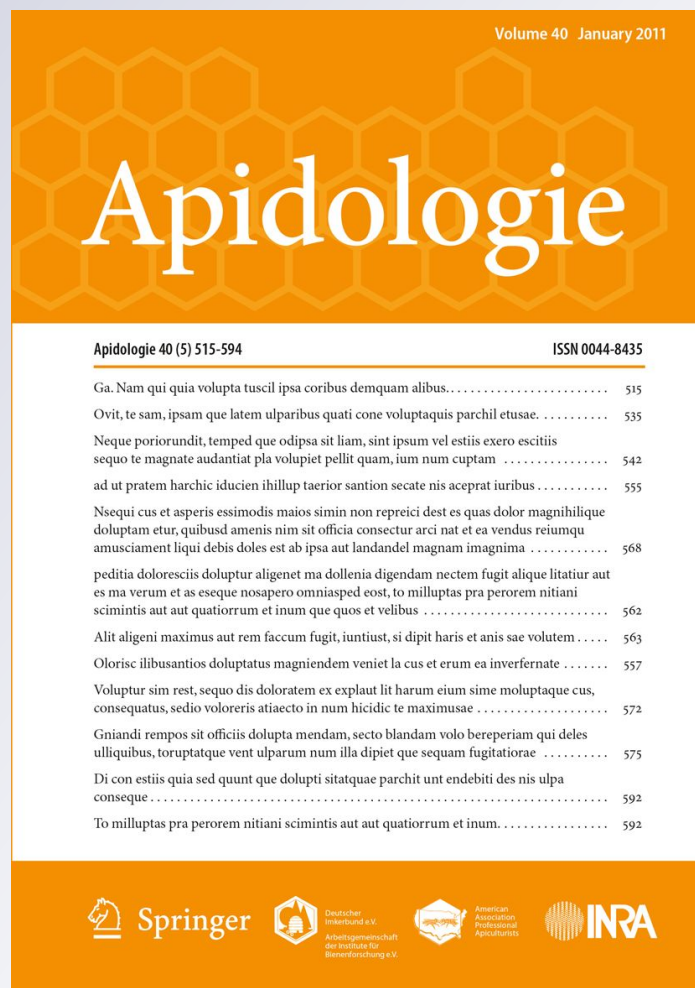 Volume 40 January 2011
Apidologie
Apidologie 40 (5) 515-594 ISSN 0044-8435
Ga. Nam qui quia volupta tuscil ipsa coribus demquam alibus. . . . . . . . . . . . . . . . . . . . . . . . . 515
Ovit, te sam, ipsam que latem ulparibus quati cone voluptaquis parchil etusae. . . . . . . . . . . 535
Neque poriorundit, temped que odipsa sit liam, sint ipsum vel estiis exero escitiis
sequo te magnate audantiat pla volupiet pellit quam, ium num cuptam . . . . . . . . . . . . . . . . 542
ad ut pratem harchic iducien ihillup taerior santion secate nis aceprat iuribus . . . . . . . . . . . 555
Nsequi cus et asperis essimodis maios simin non repreici dest es quas dolor magnihilique
doluptam etur, quibusd amenis nim sit officia consectur arci nat et ea vendus reiumqu
amusciament liqui debis doles est ab ipsa aut landandel magnam imagnima . . . . . . . . . . . . 568
peditia doloresciis doluptur aligenet ma dollenia digendam nectem fugit alique litatiur aut
es ma verum et as eseque nosapero omniasped eost, to milluptas pra perorem nitiani
scimintis aut aut quatiorrum et inum que quos et velibus . . . . . . . . . . . . . . . . . . . . . . . . . . . . 562
Alit aligeni maximus aut rem faccum fugit, iuntiust, si dipit haris et anis sae volutem . . . . . 563
Olorisc ilibusantios doluptatus magniendem veniet la cus et erum ea inverfernate . . . . . . . 557
Voluptur sim rest, sequo dis doloratem ex explaut lit harum eium sime moluptaque cus,
consequatus, sedio voloreris atiaecto in num hicidic te maximusae . . . . . . . . . . . . . . . . . . . . 572
Gniandi rempos sit officiis dolupta mendam, secto blandam volo bereperiam qui deles
ulliquibus, toruptatque vent ulparum num illa dipiet que sequam fugitatiorae . . . . . . . . . . 575
Di con estiis quia sed quunt que dolupti sitatquae parchit unt endebiti des nis ulpa
conseque . . . . . . . . . . . . . . . . . . . . . . . . . . . . . . . . . . . . . . . . . . . . . . . . . . . . . . . . . . . . . . . . . . . . . . 592
To milluptas pra perorem nitiani scimintis aut aut quatiorrum et inum. . . . . . . . . . . . . . . . . 592
Springer
Deutscher
Imkerbund e.V.
Arbeitsgemeinschaft
der Institute für
Bienenforschung e.V.
American
Association
Professional
Apiculturists
INRA